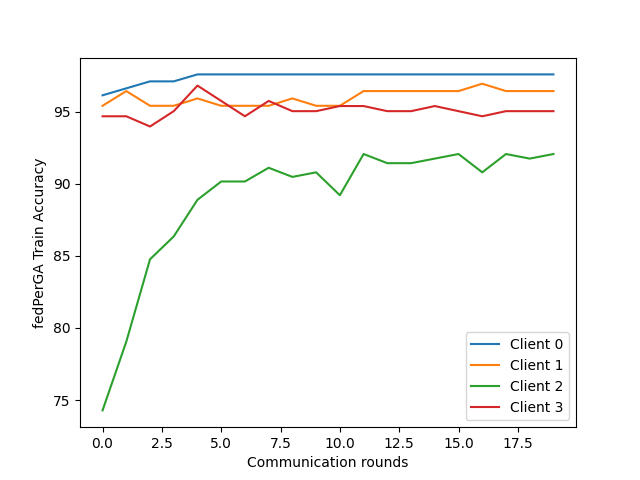 fedPerGA Train Accuracy
95
90
85
80
75
0.0 2.5 5.0 7.5 10.0 12.5 15.0 17.5
Communication rounds
Client 0
Client 1
Client 2
Client 3